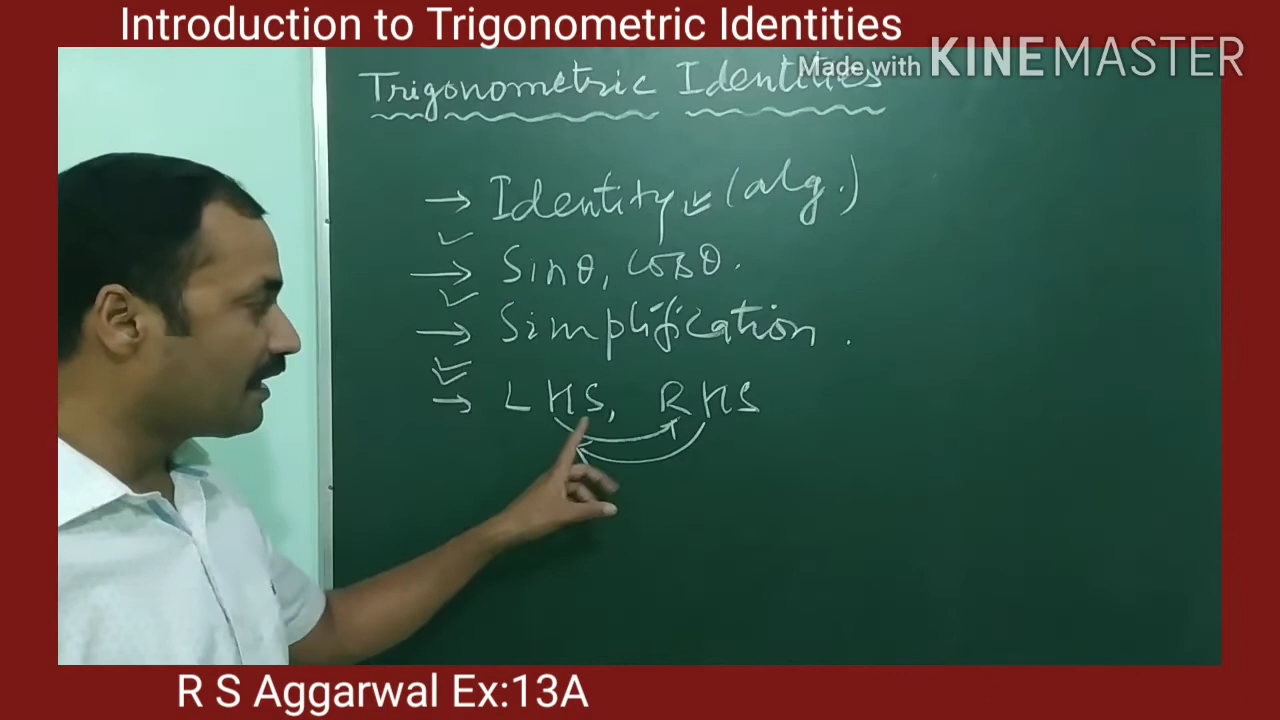 Introduction to Trigonometric Identities
Made with KINEMASTER
Trigonometric Identities
→ Identity (alg.)
→ Sinθ, cosθ.
→ Simplification.
→ LHS, RHS
R S Aggarwal Ex:13A